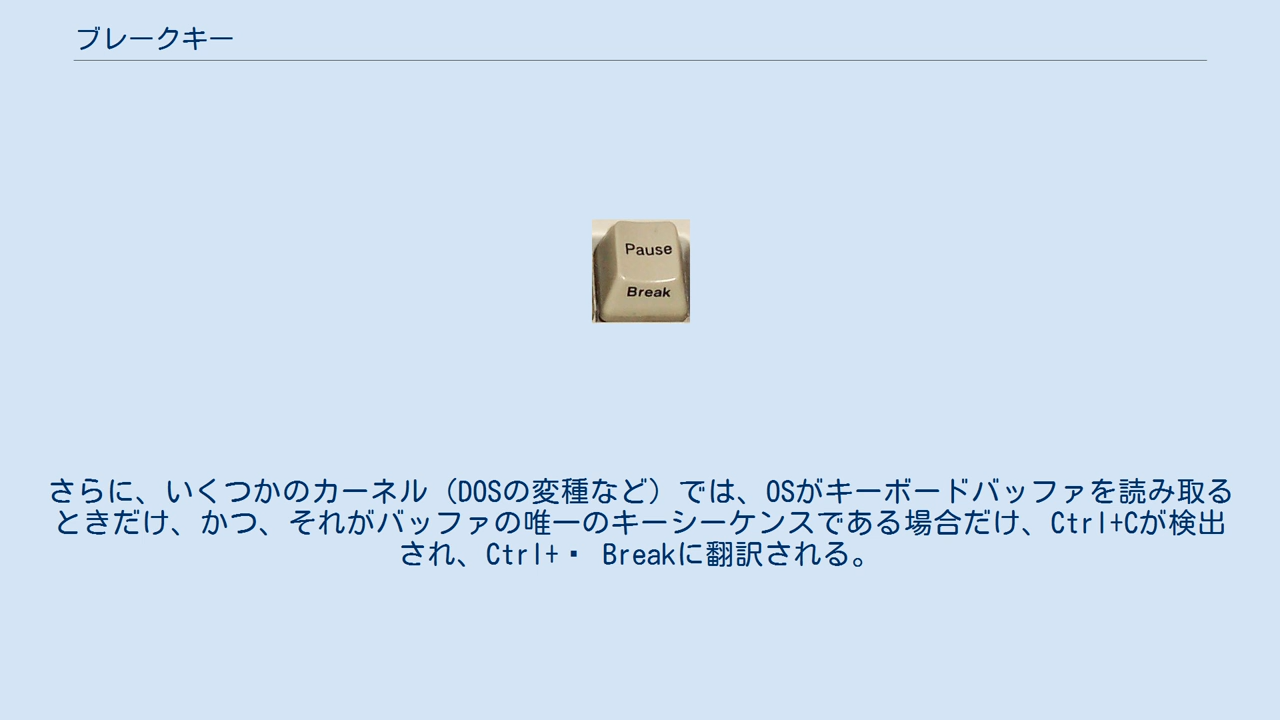 ブレークキー
Pause
Break
さらに、いくつかのカーネル（DOSの変種など）では、OSがキーボードバッファを読み取る
ときだけ、かつ、それがバッファの唯一のキーシーケンスである場合だけ、Ctrl+Cが検出
され、Ctrl+▪ Breakに翻訳される。